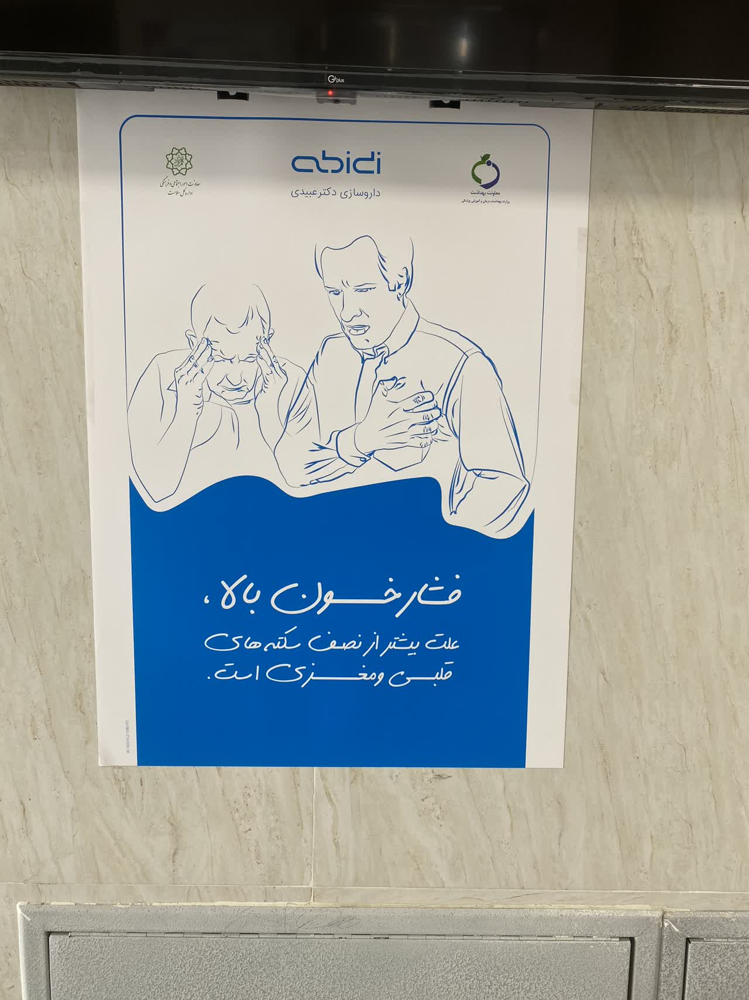 G+plus
abidi
داروسازی دکتر عبیدی
معاونت بهداشت
وزارت بهداشت، درمان و آموزش پزشکی
معاونت امور اجتماعی و فرهنگی
اداره کل سلامت
فشار خون بالا،
علت بیشتر از نصف سکته‌های
قلبی و مغزی است.